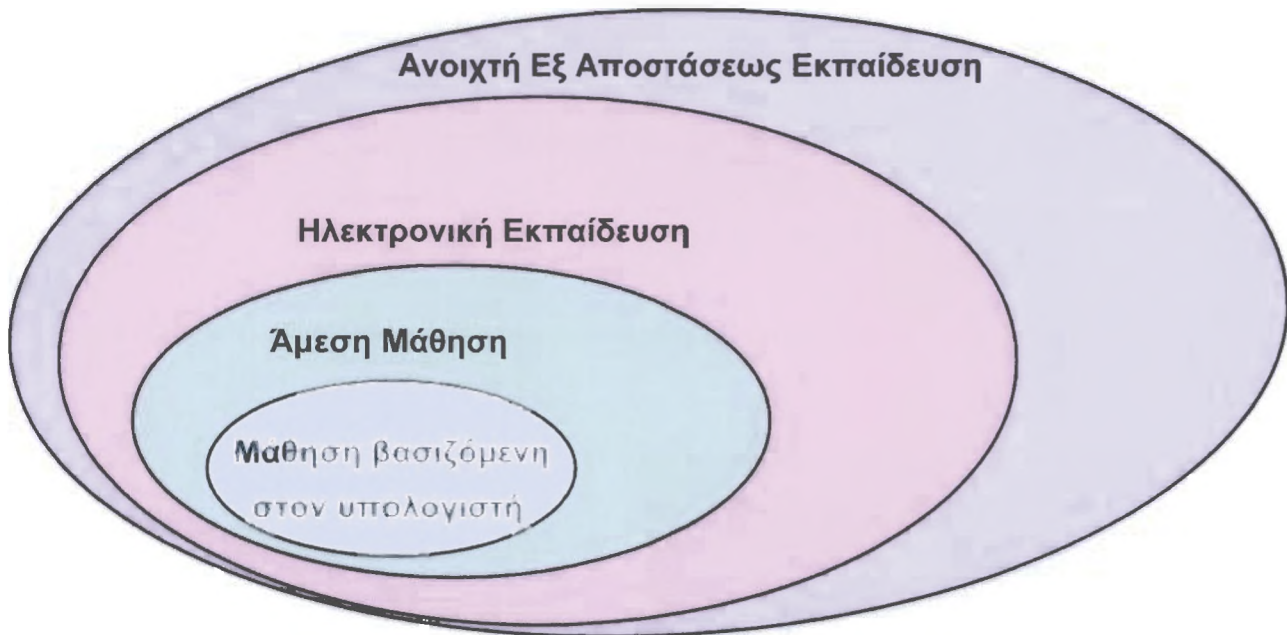 Ανοιχτή Εξ Αποστάσεως Εκπαίδευση
Ηλεκτρονική Εκπαίδευση
Άμεση Μάθηση
Μάθηση βασιζόμενη
στον υπολογιστή